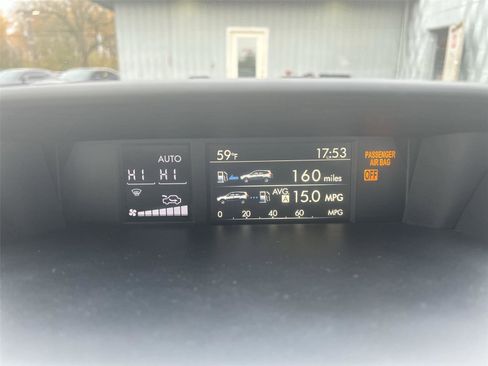 AUTO
HI HI
59°F 17:53
160 miles
AVG
A 15.0 MPG
0 20 40 60 MPG
PASSENGER
AIR BAG
OFF